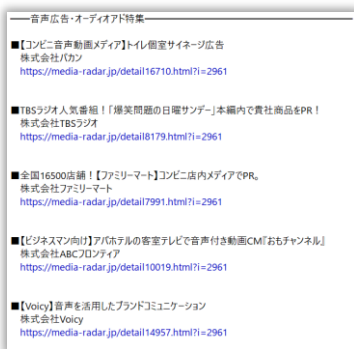 ――音声広告・オーディオアド特集――――――――――――
■【コンビニ音声動画メディア】トイレ個室サイネージ広告
株式会社バカン
https://media-radar.jp/detail16710.html?i=2961
■TBSラジオ人気番組！「爆笑問題の日曜サンデー」本編内で貴社商品をPR！
株式会社TBSラジオ
https://media-radar.jp/detail8179.html?i=2961
■全国16500店舗！【ファミリーマート】コンビニ店内メディアでPR。
株式会社ファミリーマート
https://media-radar.jp/detail7991.html?i=2961
■【ビジネスマン向け】アパホテルの客室テレビで音声付き動画CM『おもチャンネル』
株式会社ABCフロンティア
https://media-radar.jp/detail10019.html?i=2961
■【Voicy】音声を活用したブランドコミュニケーション
株式会社Voicy
https://media-radar.jp/detail14957.html?i=2961